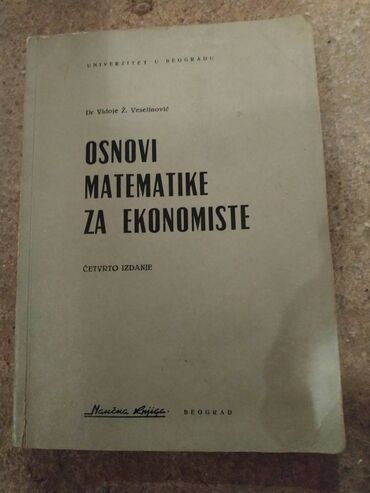 UNIVERZITET U BEOGRADU
Dr Vidoje Ž. Veselinović
OSNOVI
MATEMATIKE
ZA EKONOMISTE
ČETVRTO IZDANJE
Naučna knjiga BEOGRAD